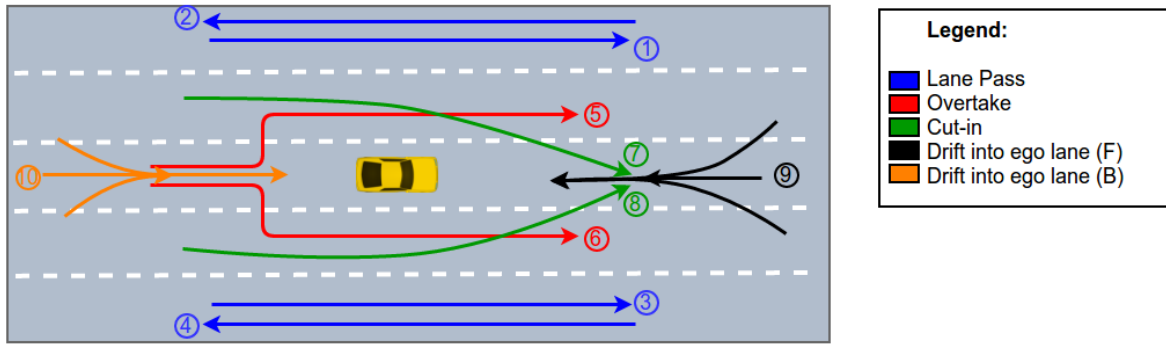 ②
①
Legend:
Lane Pass
Overtake
Cut-in
Drift into ego lane (F)
Drift into ego lane (B)
⑤
⑦
⑩
⑨
⑧
⑥
③
④